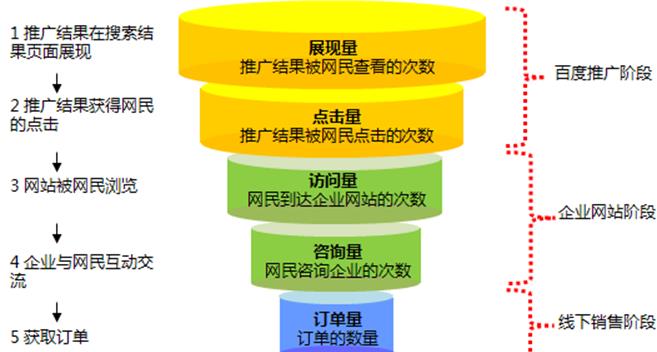 1 推广结果在搜索结
果页面展现
2 推广结果获得网民
的点击
3 网站被网民浏览
4 企业与网民互动交
流
5 获取订单
展现量
推广结果被网民查看的次数
点击量
推广结果被网民点击的次数
访问量
网民到达企业网站的次数
咨询量
网民咨询企业的次数
订单量
订单的数量
百度推广阶段
企业网站阶段
线下销售阶段